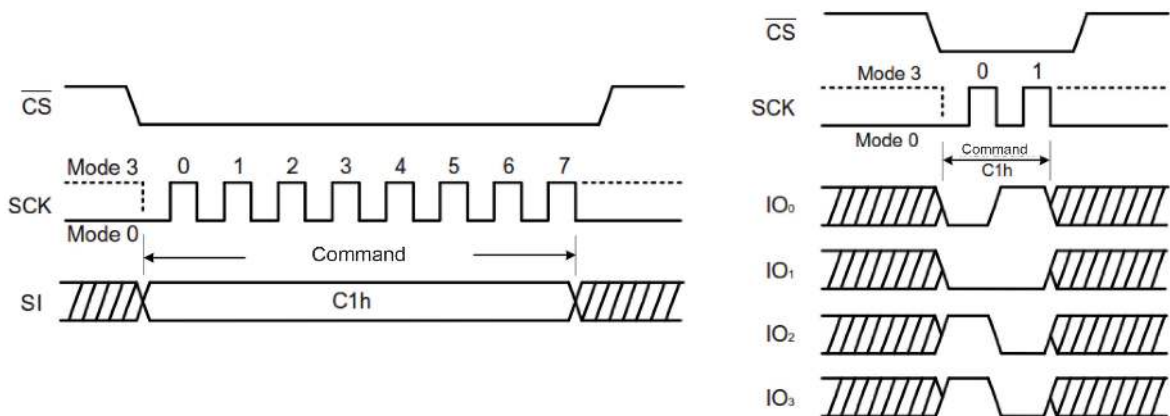 CS
Mode 3
0 1 2 3 4 5 6 7
SCK
Mode 0
Command
SI
C1h
CS
Mode 3
0 1
SCK
Mode 0
Command
C1h
IO₀
IO₁
IO₂
IO₃